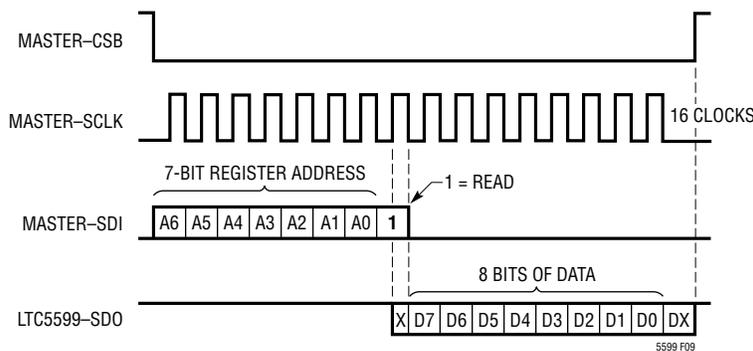 MASTER–CSB
MASTER–SCLK
16 CLOCKS
7-BIT REGISTER ADDRESS
1 = READ
MASTER–SDI
A6 A5 A4 A3 A2 A1 A0 1
8 BITS OF DATA
LTC5599–SDO
X D7 D6 D5 D4 D3 D2 D1 D0 DX
5599 F09